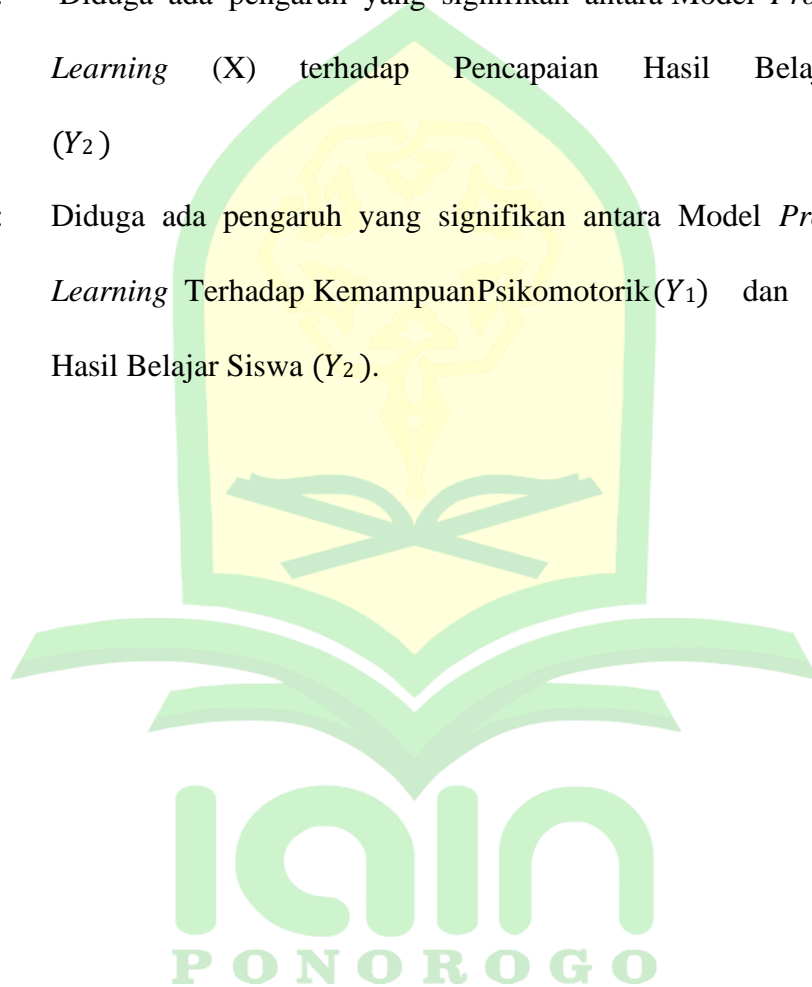 : Diduga ada pengaruh yang signifikan antara Model
Learning (X) terhadap Pencapaian Hasil
(Y2)
: Diduga ada pengaruh yang signifikan antara Model
Learning Terhadap KemampuanPsikomotorik(Y1) dan
Hasil Belajar Siswa (Y2).
iain
PONOROGO